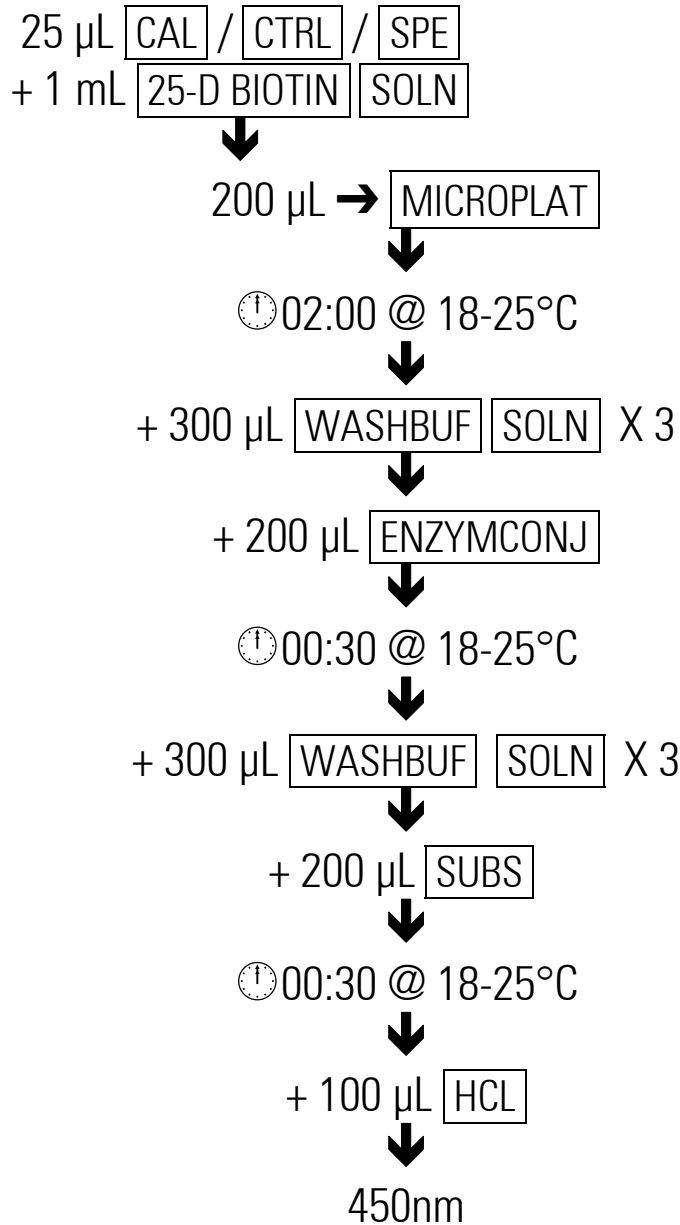 25 µL CAL / CTRL / SPE
+ 1 mL 25-D BIOTIN SOLN
200 µL → MICROPLAT
02:00 @ 18-25°C
+ 300 µL WASHBUF SOLN X 3
+ 200 µL ENZYMCONJ
00:30 @ 18-25°C
+ 300 µL WASHBUF SOLN X 3
+ 200 µL SUBS
00:30 @ 18-25°C
+ 100 µL HCL
450nm